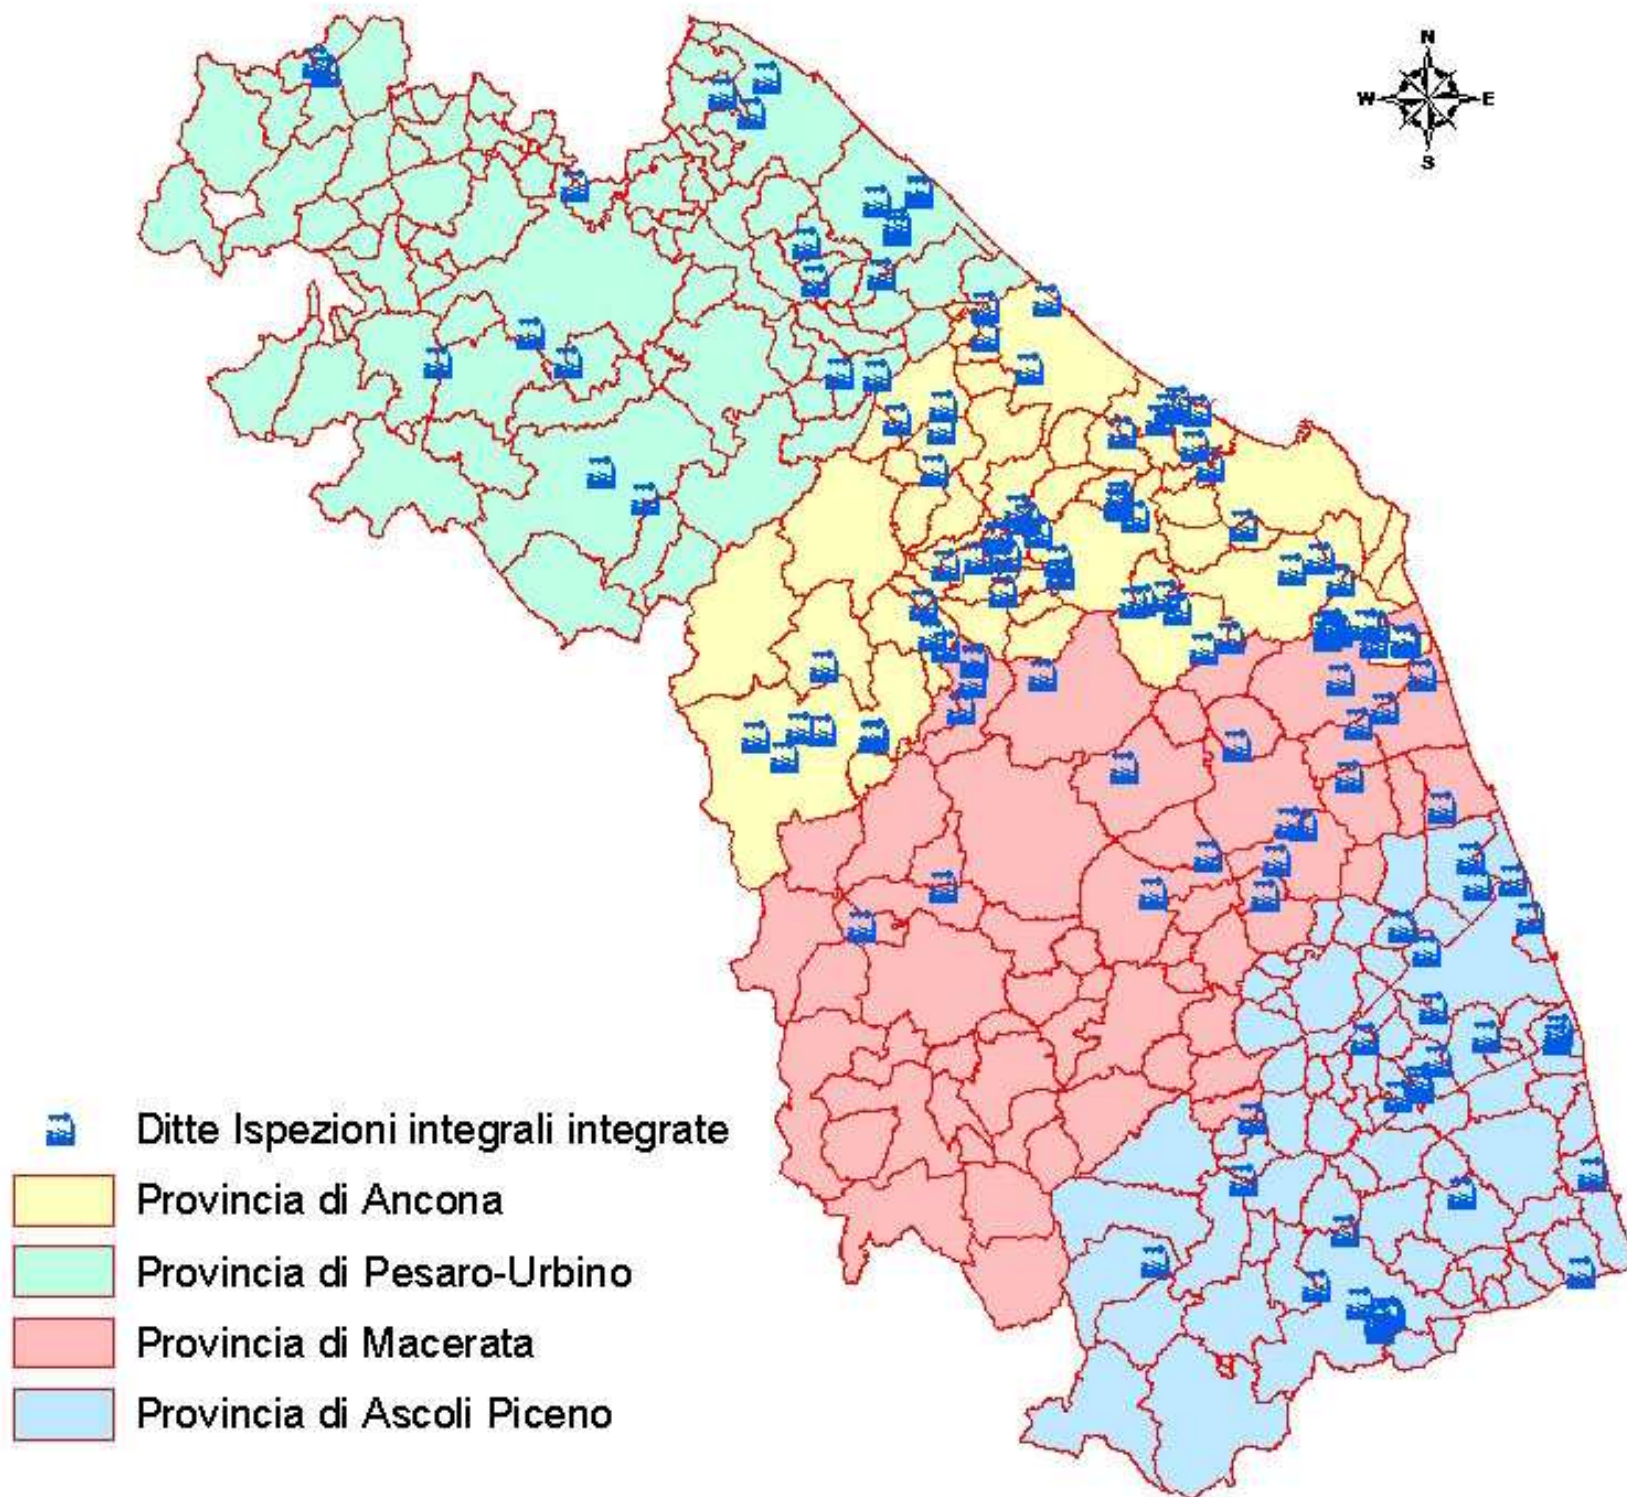 N
W E
S
Ditte Ispezioni integrali integrate
Provincia di Ancona
Provincia di Pesaro-Urbino
Provincia di Macerata
Provincia di Ascoli Piceno